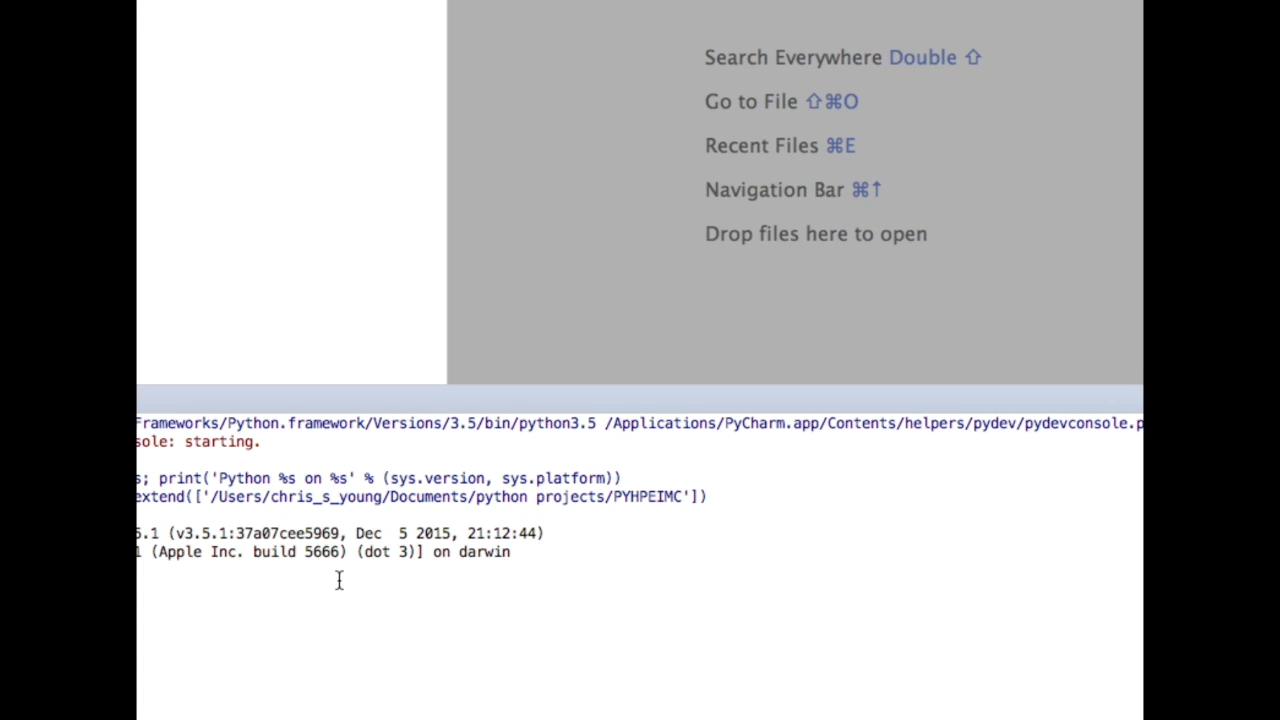 Search Everywhere Double ⇧
Go to File ⇧⌘O
Recent Files ⌘E
Navigation Bar ⌘↑
Drop files here to open
Frameworks/Python.framework/Versions/3.5/bin/python3.5 /Applications/PyCharm.app/Contents/helpers/pydev/pydevconsole.p
sole: starting.
s; print('Python %s on %s' % (sys.version, sys.platform))
extend(['/Users/chris_s_young/Documents/python projects/PYHPEIMC'])
5.1 (v3.5.1:37a07cee5969, Dec  5 2015, 21:12:44)
1 (Apple Inc. build 5666) (dot 3)] on darwin